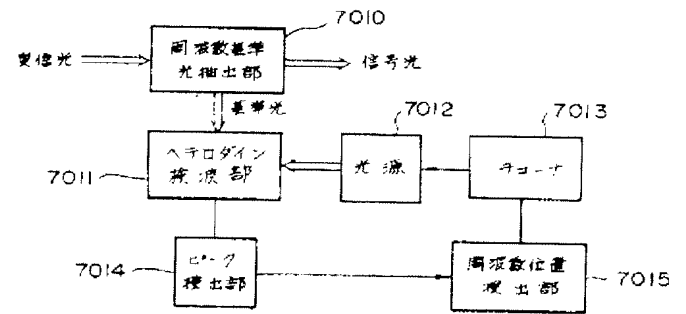 7010
受信光
周波数基準
光抽出部
信号光
基準光
7012
7013
ヘテロダイン
検波部
7011
光源
チューナ
7014
ピーク
検出部
周波数位置
検出部
7015